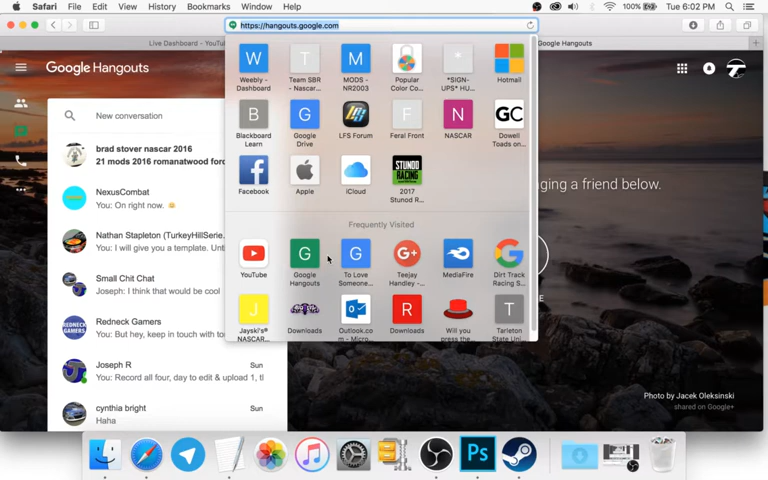 Safari File Edit View History Bookmarks Window Help
100% Tue 6:02 PM
https://hangouts.google.com
Live Dashboard - YouTu
Google Hangouts
Google Hangouts
New conversation
brad stover nascar 2016
21 mods 2016 romanatwood for
NexusCombat
You: On right now.
Nathan Stapleton (TurkeyHillSerie.
You: I will give you a template. Unti
Small Chit Chat
Joseph: I think that would be cool
Redneck Gamers
You: But hey, keep in touch with to
Joseph R
Sun
You: Record all four, day to edit & upload 1, tl
cynthia bright
Sun
Haha
W
Weebly - Dashboard
T
Team SBR - Nascar...
M
MODS - NR2003
Popular Color Co...
*
*SIGN-UPS* HU...
Hotmail
B
Blackboard Learn
G
Google Drive
LFS Forum
F
Feral Front
N
NASCAR
GC
Dowell Toads on...
Facebook
Apple
iCloud
STUNOD RACING
2017 Stunod R...
Frequently Visited
YouTube
G
Google Hangouts
G
To Love Someone...
G+
Teejay Handley -...
MediaFire
G
Dirt Track Racing S...
J
Jayski's® NASCAR...
Downloads
Outlook.com - Micro...
R
Downloads
Will you press the...
T
Tarleton State Uni...
nging a friend below.
E
Photo by Jacek Oleksinski
shared on Google+
Ps